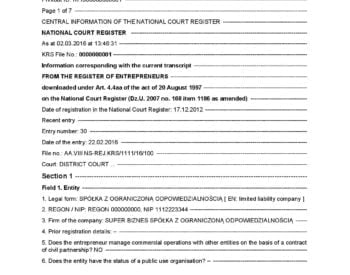 Page 1 of 7
CENTRAL INFORMATION OF THE NATIONAL COURT REGISTER
NATIONAL COURT REGISTER
As at 02.03.2016 at 13:46:31
KRS File No.: 0000000001
Information corresponding with the current transcript
FROM THE REGISTER OF ENTREPRENEURS
downloaded under Art. 4.4aa of the act of 20 August 1997
on the National Court Register (Dz.U. 2007 no. 168 item 1186 as amended)
Date of registration in the National Court Register: 17.12.2012
Recent entry
Entry number: 30
Date of the entry: 22.02.2016
File no.: AA.VIII NS-REJ.KRS/1111/16/100
Court: DISTRICT COURT ..
Section 1
Field 1. Entity
1. Legal form: SPÓŁKA Z OGRANICZONĄ ODPOWIEDZIALNOŚCIĄ [ EN: limited liability company ]
2. REGON / NIP: REGON 000000000, NIP 1112223344
3. Firm of the company: SUPER BIZNES SPÓŁKA Z OGRANICZONĄ ODPOWIEDZIALNOŚCIĄ
4. Prior registration details: –
5. Does the entrepreneur manage commercial operations with other entities on the basis of a contract
of civil partnership? NO
6. Does the entity have the status of a public use organisation? –